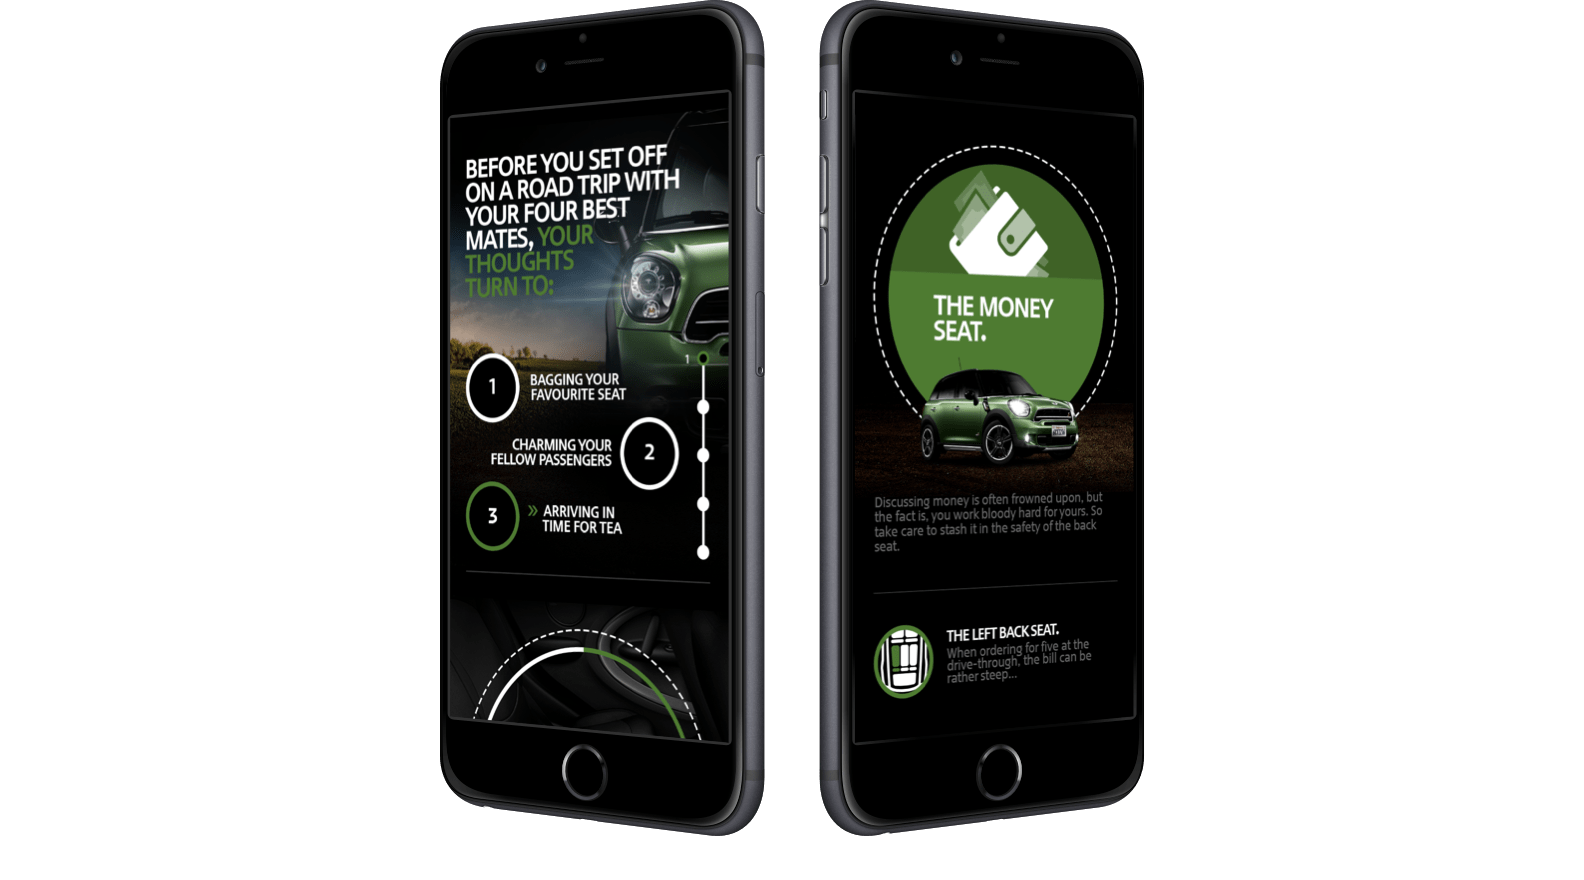 BEFORE YOU SET OFF
ON A ROAD TRIP WITH
YOUR FOUR BEST
MATES, YOUR
THOUGHTS
TURN TO:
1
1
BAGGING YOUR
FAVOURITE SEAT
CHARMING YOUR
FELLOW PASSENGERS
2
3
» ARRIVING IN
TIME FOR TEA
THE MONEY
SEAT.
Discussing money is often frowned upon, but
the fact is, you work bloody hard for yours. So
take care to stash it in the safety of the back
seat.
THE LEFT BACK SEAT.
When ordering for five at the
drive-through, the bill can be
rather steep...